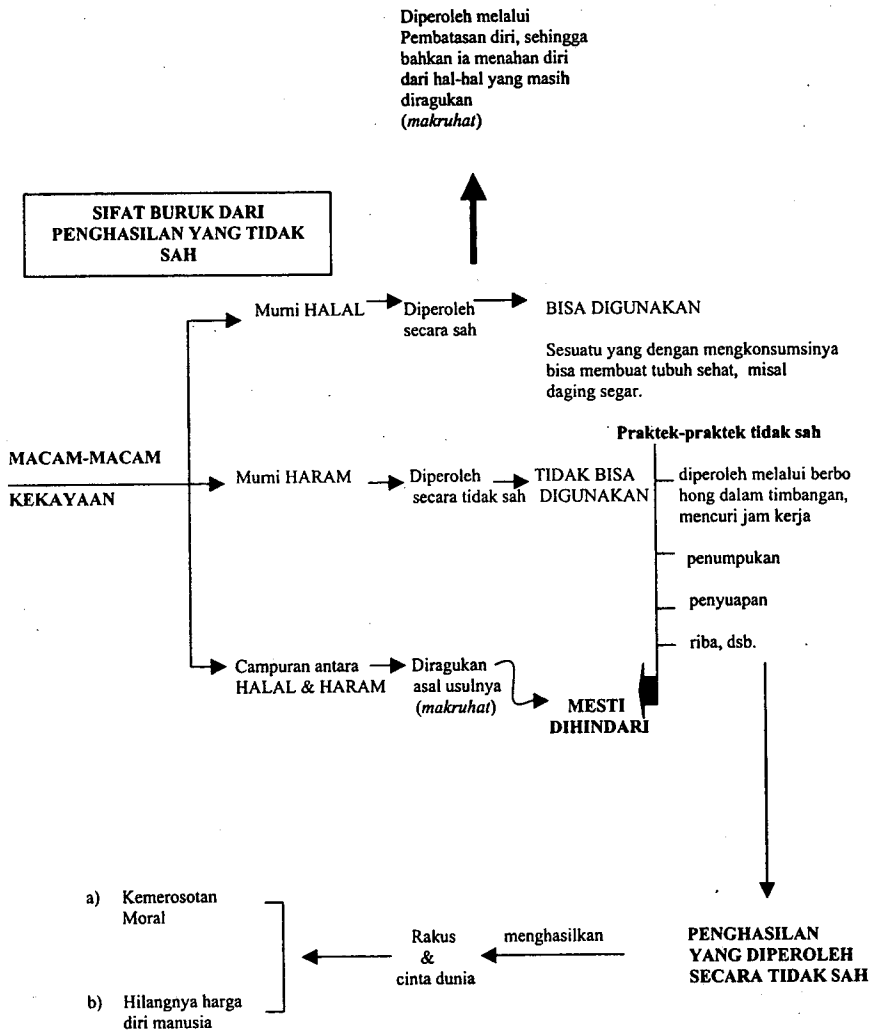 Diperoleh melalui
Pembatasan diri, sehingga
bahkan ia menahan diri
dari hal-hal yang masih
diragukan
(makruhat)
SIFAT BURUK DARI
PENGHASILAN YANG TIDAK
SAH
Murni HALAL
Diperoleh
secara sah
BISA DIGUNAKAN
Sesuatu yang dengan mengkonsumsinya
bisa membuat tubuh sehat, misal
daging segar.
Praktek-praktek tidak sah
MACAM-MACAM
KEKAYAAN
Murni HARAM
Diperoleh
secara tidak sah
TIDAK BISA
DIGUNAKAN
diperoleh melalui berbo
hong dalam timbangan,
mencuri jam kerja
penumpukan
penyuapan
riba, dsb.
Campuran antara
HALAL & HARAM
Diragukan
asal usulnya
(makruhat)
MESTI
DIHINDARI
a) Kemerosotan
Moral
b) Hilangnya harga
diri manusia
Rakus
&
cinta dunia
menghasilkan
PENGHASILAN
YANG DIPEROLEH
SECARA TIDAK SAH